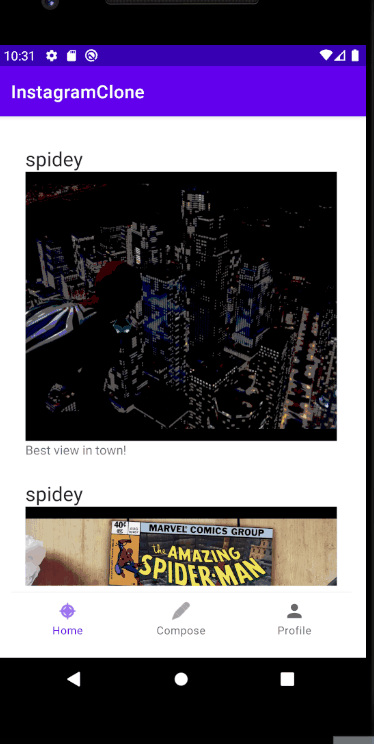 10:31
InstagramClone
spidey
Best view in town!
spidey
40¢
MARVEL COMICS GROUP
the AMAZING
SPIDER-MAN
Home
Compose
Profile